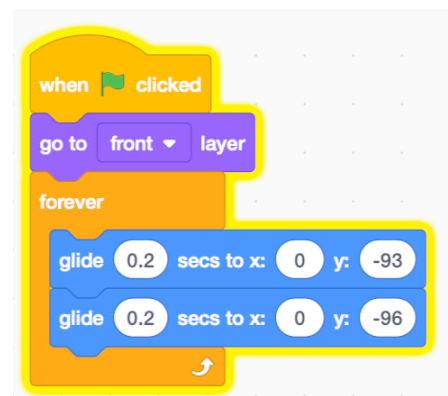 when clicked
go to front layer
forever
glide 0.2 secs to x: 0 y: -93
glide 0.2 secs to x: 0 y: -96